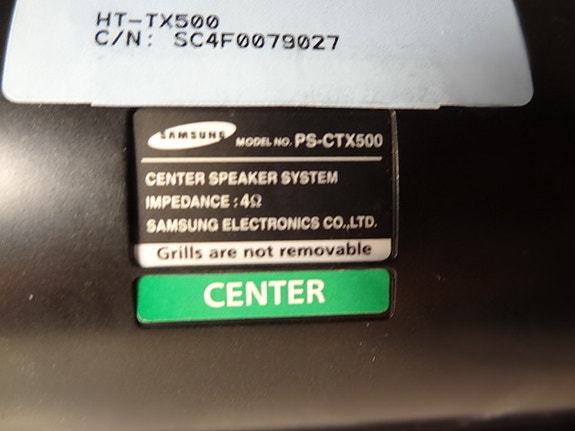 HT-TX500
C/N: SC4F0079027
SAMSUNG MODEL NO. PS-CTX500
CENTER SPEAKER SYSTEM
IMPEDANCE : 4Ω
SAMSUNG ELECTRONICS CO.,LTD.
Grills are not removable
CENTER